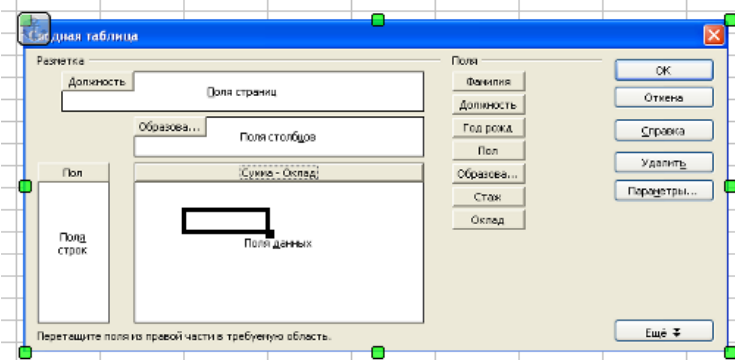 Сводная таблица
Разметка
Должность
Поля страниц
Образова...
Поля столбцов
Пол
Сумма - Оклад
Поля строк
Поля данных
Перетащите поля из правой части в требуемую область.
Поля
Фамилия
Должность
Год рожд
Пол
Образова...
Стаж
Оклад
ОК
Отмена
Справка
Удалить
Параметры...
Ещё